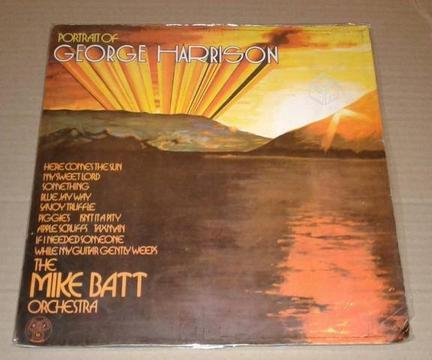 PORTRAIT OF
GEORGE HARRISON
HERE COMES THE SUN
MY SWEET LORD
SOMETHING
BLUE JAY WAY
SAVOY TRUFFLE
PIGGIES ISN'T IT A PITY
APPLE SCRUFFS TAXMAN
IF I NEEDED SOMEONE
WHILE MY GUITAR GENTLY WEEPS
THE
MIKE BATT
ORCHESTRA